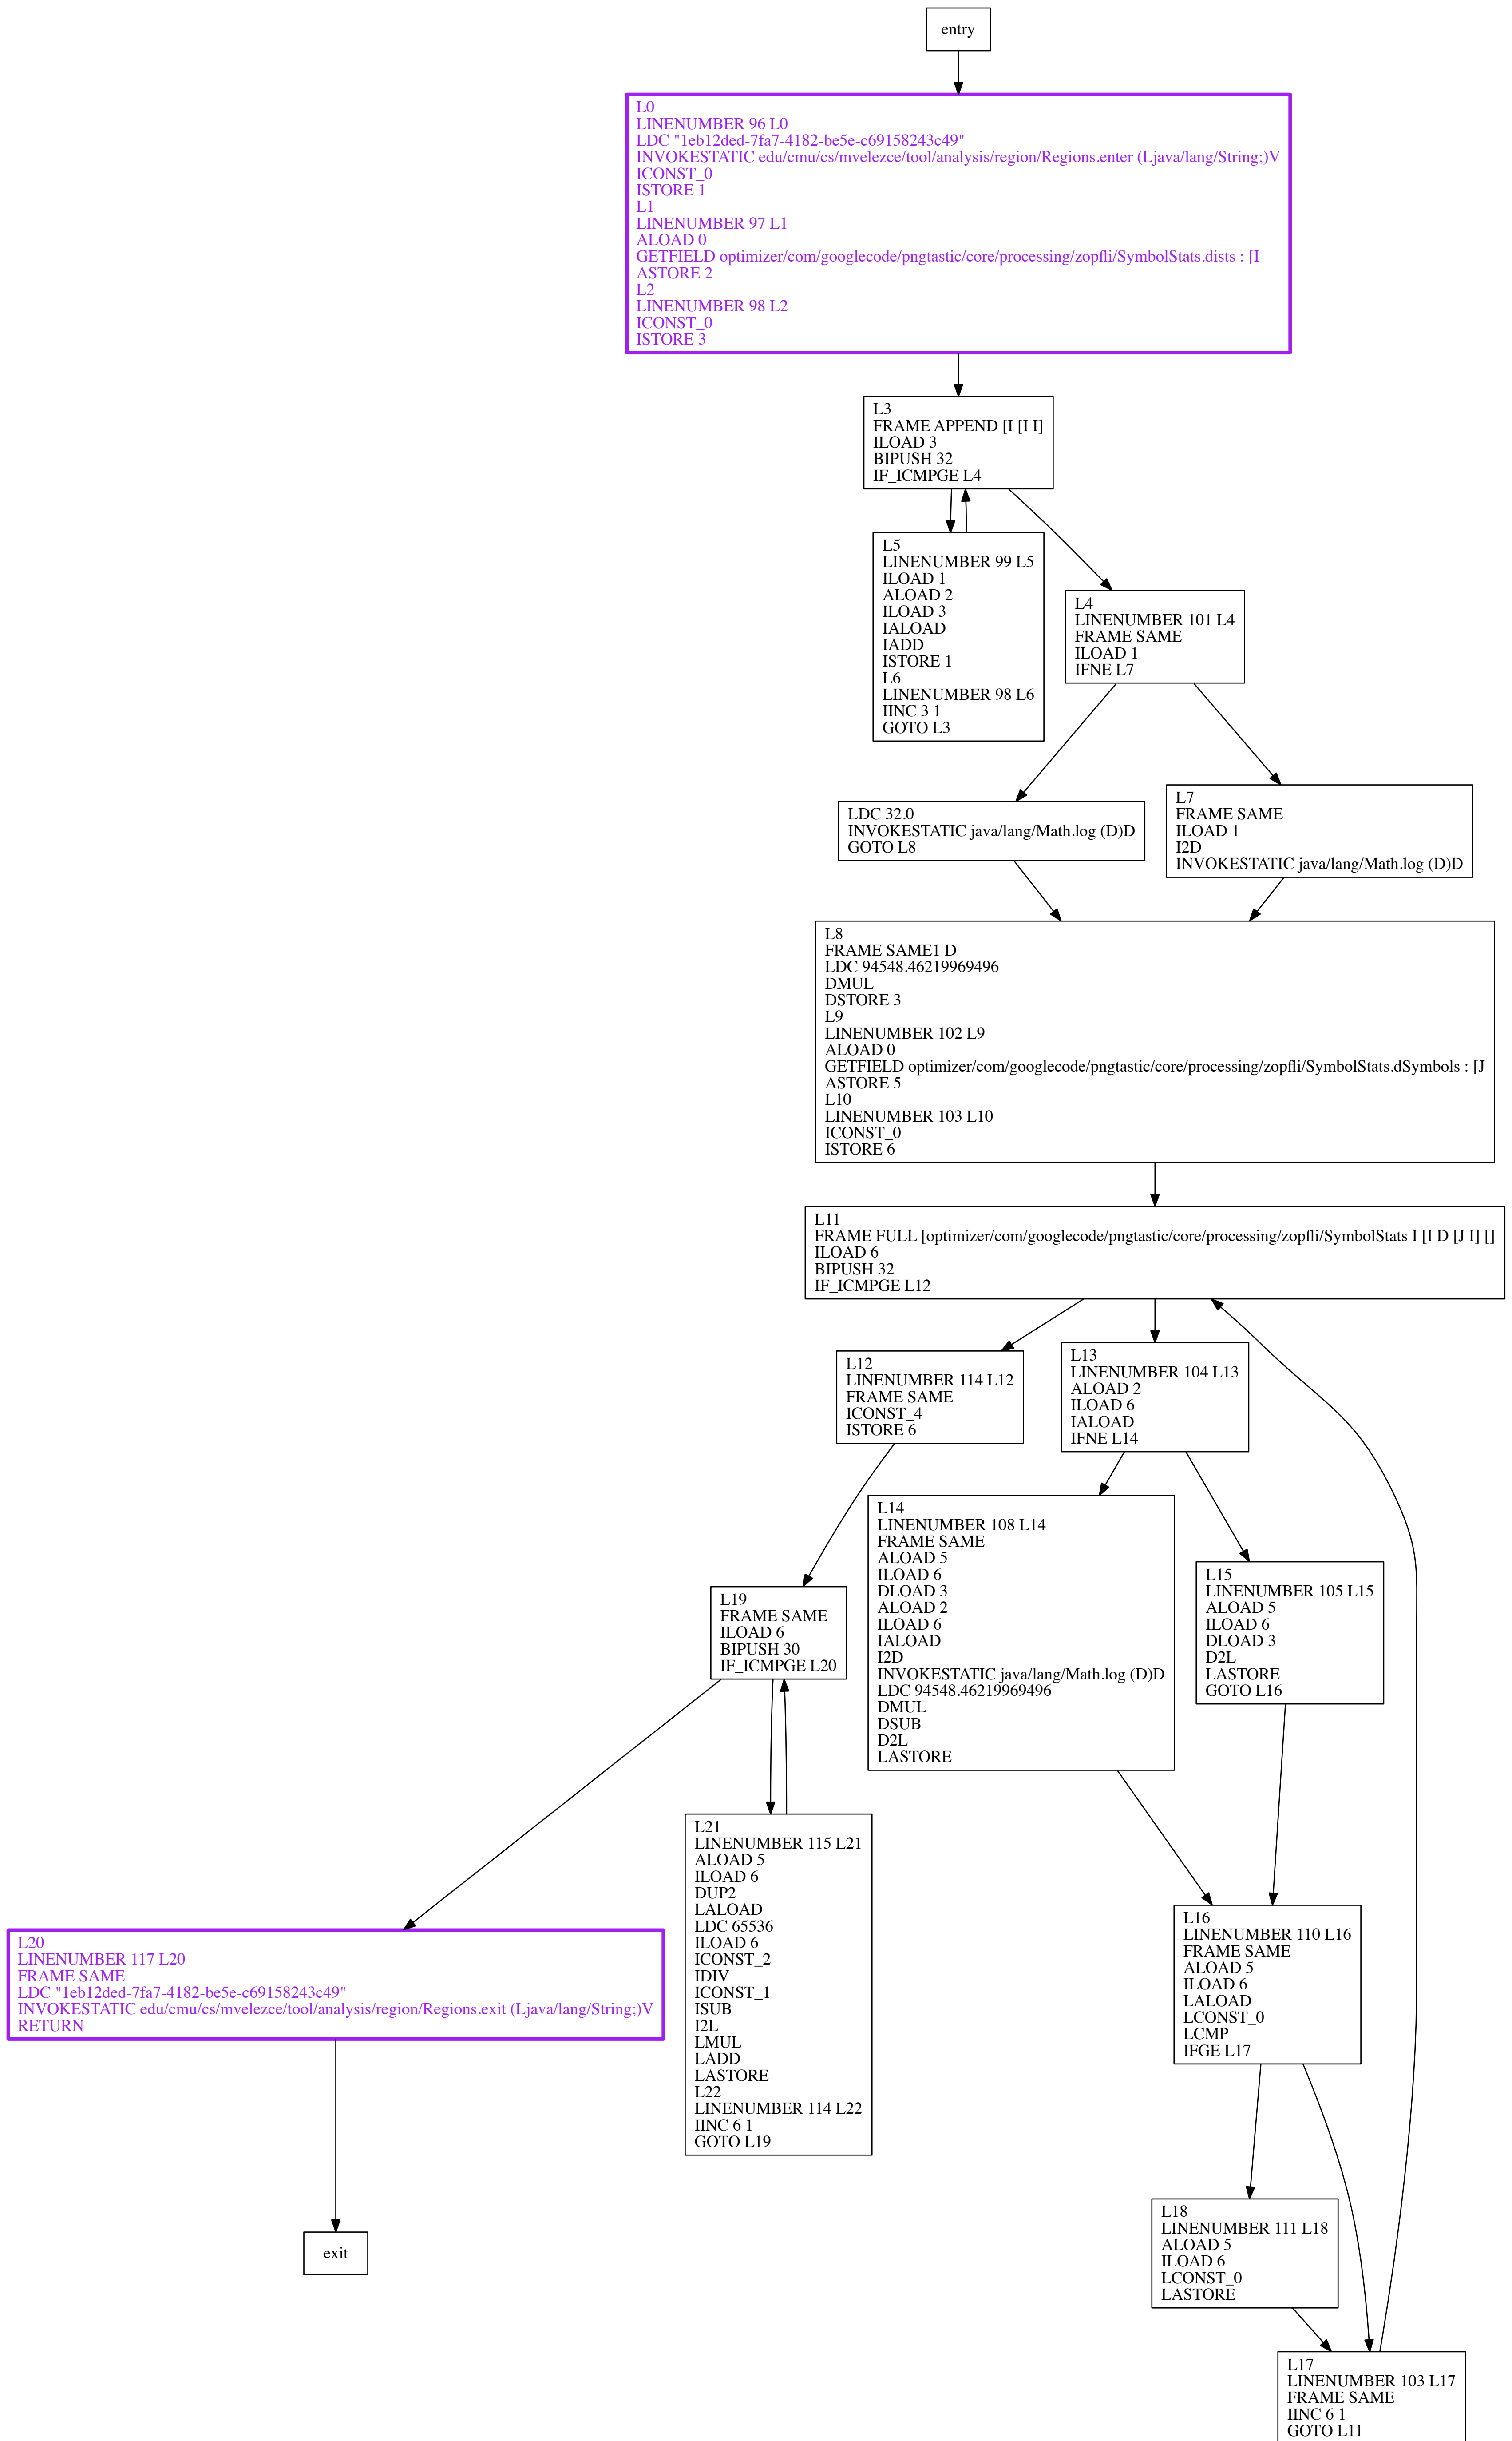 entry
L0
LINENUMBER 96 L0
LDC "1eb12ded-7fa7-4182-be5e-c69158243c49"
INVOKESTATIC edu/cmu/cs/mvelezce/tool/analysis/region/Regions.enter (Ljava/lang/String;)V
ICONST_0
ISTORE 1
L1
LINENUMBER 97 L1
ALOAD 0
GETFIELD optimizer/com/googlecode/pngtastic/core/processing/zopfli/SymbolStats.dists : [I
ASTORE 2
L2
LINENUMBER 98 L2
ICONST_0
ISTORE 3
L3
FRAME APPEND [I [I I]
ILOAD 3
BIPUSH 32
IF_ICMPGE L4
L5
LINENUMBER 99 L5
ILOAD 1
ALOAD 2
ILOAD 3
IALOAD
IADD
ISTORE 1
L6
LINENUMBER 98 L6
IINC 3 1
GOTO L3
L4
LINENUMBER 101 L4
FRAME SAME
ILOAD 1
IFNE L7
LDC 32.0
INVOKESTATIC java/lang/Math.log (D)D
GOTO L8
L7
FRAME SAME
ILOAD 1
I2D
INVOKESTATIC java/lang/Math.log (D)D
L8
FRAME SAME1 D
LDC 94548.46219969496
DMUL
DSTORE 3
L9
LINENUMBER 102 L9
ALOAD 0
GETFIELD optimizer/com/googlecode/pngtastic/core/processing/zopfli/SymbolStats.dSymbols : [J
ASTORE 5
L10
LINENUMBER 103 L10
ICONST_0
ISTORE 6
L11
FRAME FULL [optimizer/com/googlecode/pngtastic/core/processing/zopfli/SymbolStats I [I D [J I] []
ILOAD 6
BIPUSH 32
IF_ICMPGE L12
L12
LINENUMBER 114 L12
FRAME SAME
ICONST_4
ISTORE 6
L13
LINENUMBER 104 L13
ALOAD 2
ILOAD 6
IALOAD
IFNE L14
L14
LINENUMBER 108 L14
FRAME SAME
ALOAD 5
ILOAD 6
DLOAD 3
ALOAD 2
ILOAD 6
IALOAD
I2D
INVOKESTATIC java/lang/Math.log (D)D
LDC 94548.46219969496
DMUL
DSUB
D2L
LASTORE
L15
LINENUMBER 105 L15
ALOAD 5
ILOAD 6
DLOAD 3
D2L
LASTORE
GOTO L16
L19
FRAME SAME
ILOAD 6
BIPUSH 30
IF_ICMPGE L20
L21
LINENUMBER 115 L21
ALOAD 5
ILOAD 6
DUP2
LALOAD
LDC 65536
ILOAD 6
ICONST_2
IDIV
ICONST_1
ISUB
I2L
LMUL
LADD
LASTORE
L22
LINENUMBER 114 L22
IINC 6 1
GOTO L19
L20
LINENUMBER 117 L20
FRAME SAME
LDC "1eb12ded-7fa7-4182-be5e-c69158243c49"
INVOKESTATIC edu/cmu/cs/mvelezce/tool/analysis/region/Regions.exit (Ljava/lang/String;)V
RETURN
L16
LINENUMBER 110 L16
FRAME SAME
ALOAD 5
ILOAD 6
LALOAD
LCONST_0
LCMP
IFGE L17
L18
LINENUMBER 111 L18
ALOAD 5
ILOAD 6
LCONST_0
LASTORE
exit
L17
LINENUMBER 103 L17
FRAME SAME
IINC 6 1
GOTO L11